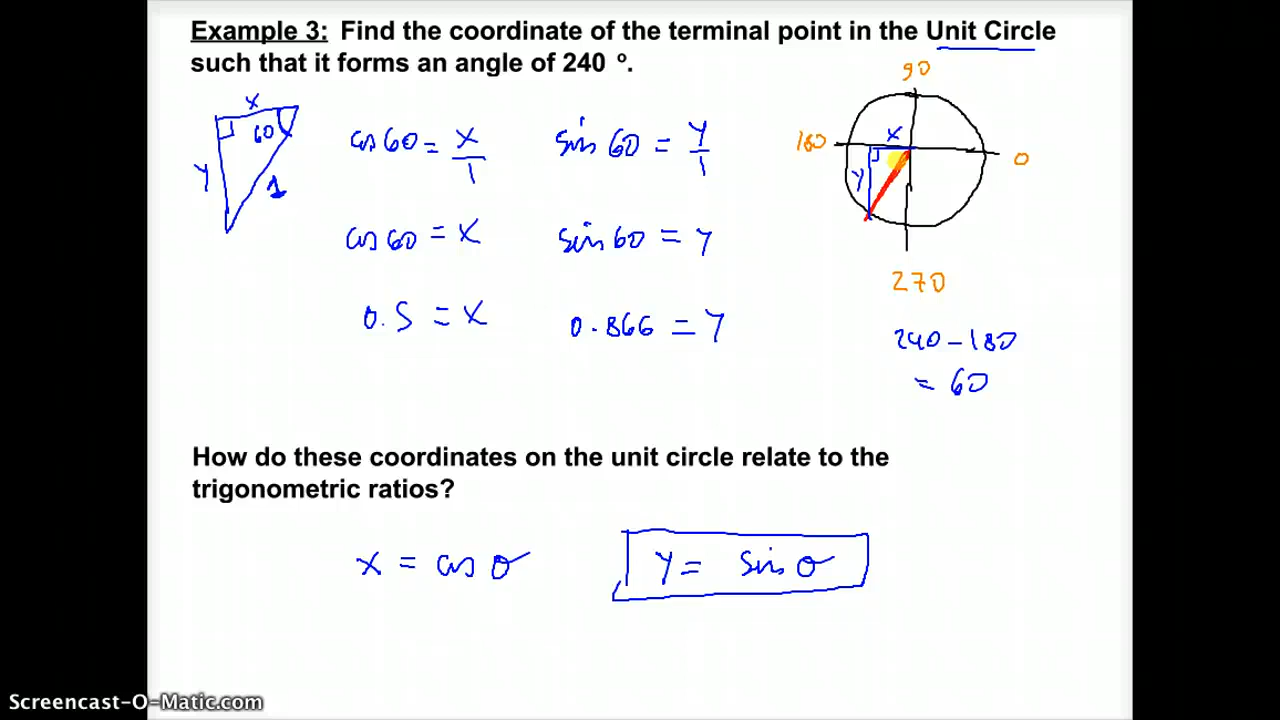 Example 3: Find the coordinate of the terminal point in the Unit Circle
such that it forms an angle of 240 °.
x
60
y
1
cos 60 = x/1
sin 60 = y/1
cos 60 = x
sin 60 = y
0.5 = x
0.866 = y
90
180
x
y
0
270
240 - 180
= 60
How do these coordinates on the unit circle relate to the
trigonometric ratios?
x = cos θ
y = sin θ
Screencast-O-Matic.com